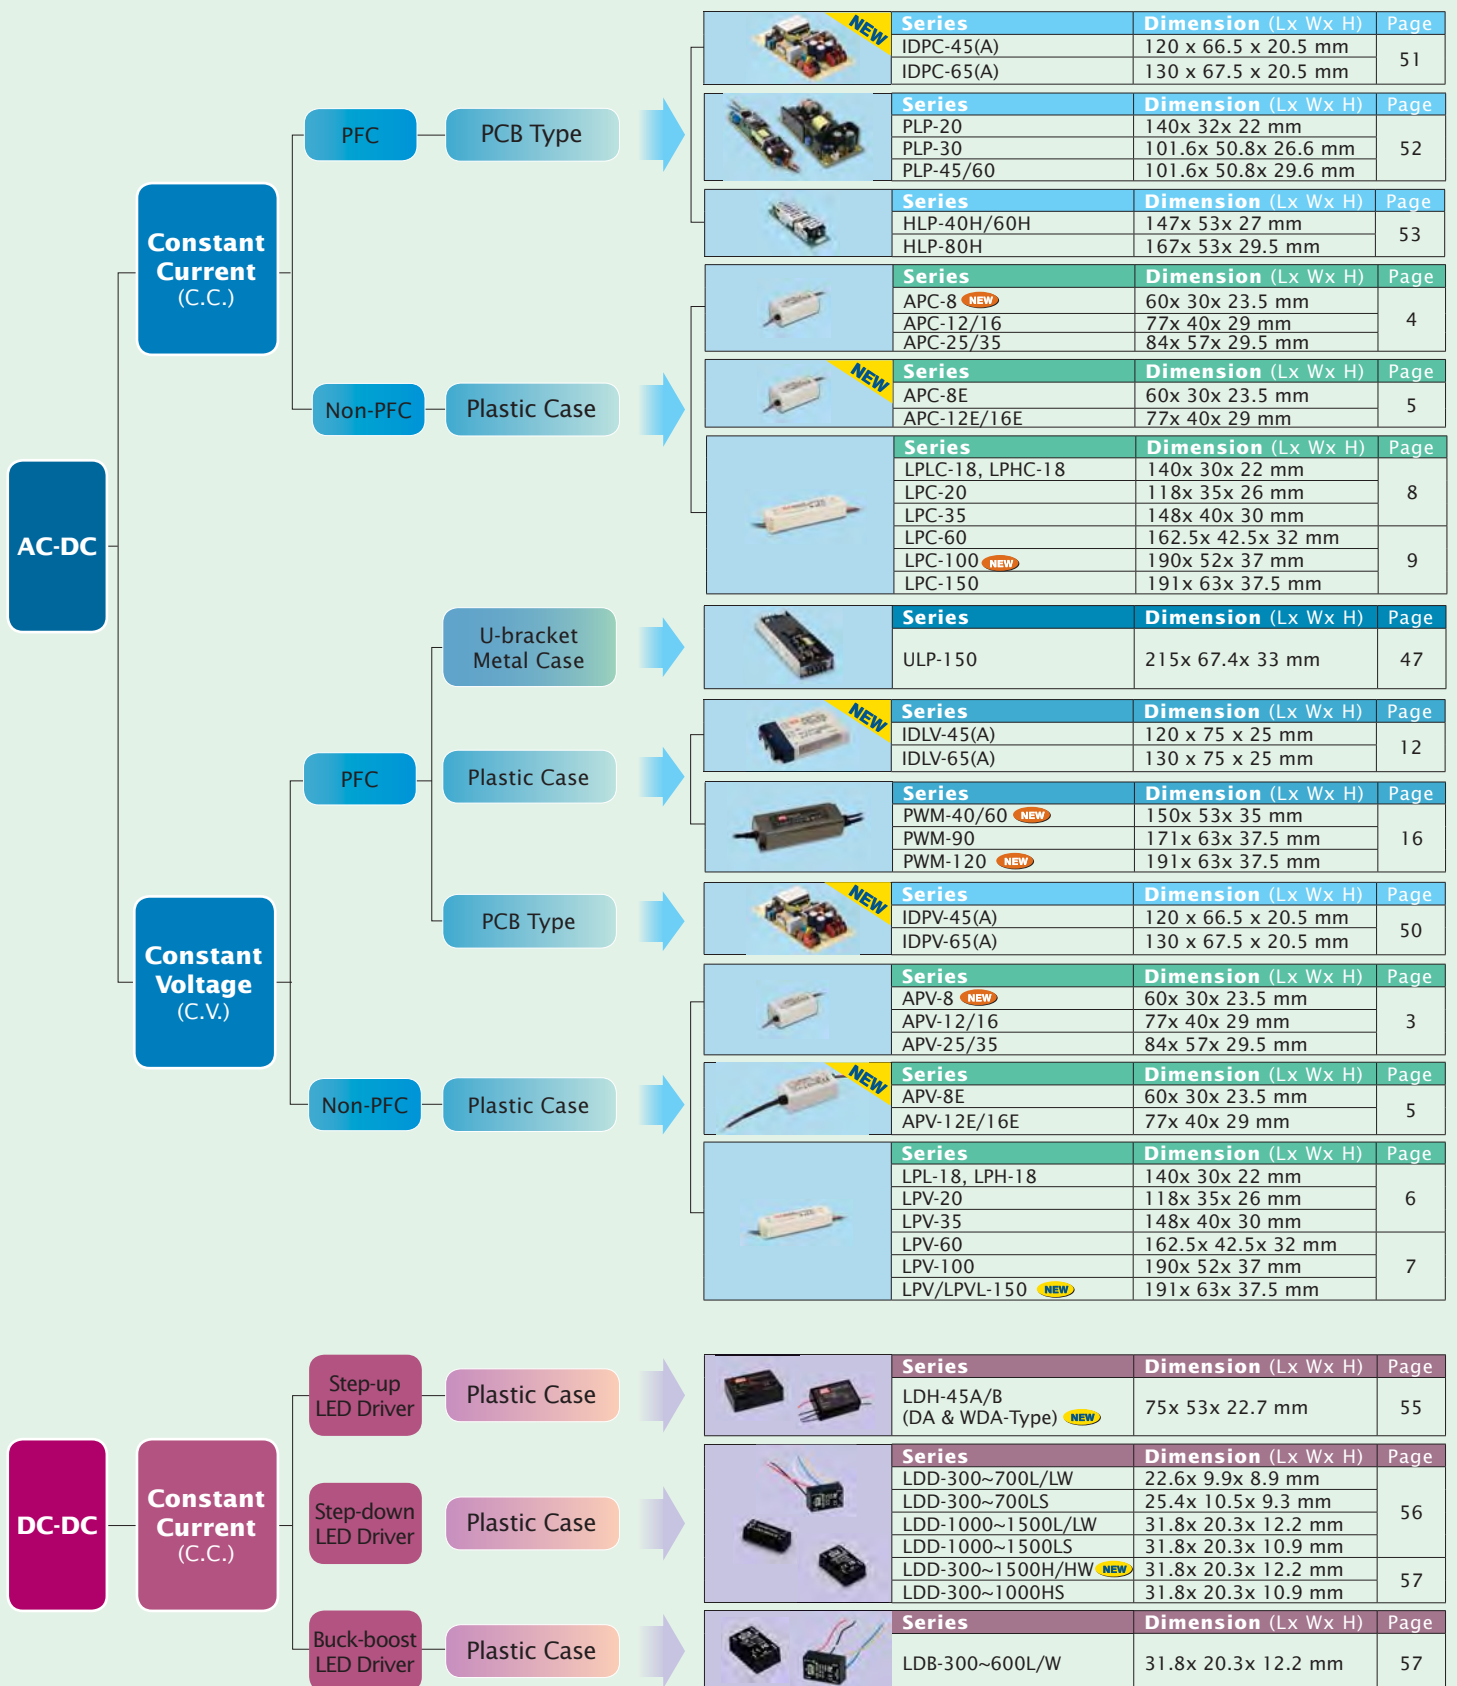 AC-DC
Constant
Current
(C.C.)
PFC
PCB Type
NEW
Series Dimension (Lx Wx H) Page
IDPC-45(A) 120 x 66.5 x 20.5 mm 51
IDPC-65(A) 130 x 67.5 x 20.5 mm
Series Dimension (Lx Wx H) Page
PLP-20 140x 32x 22 mm 52
PLP-30 101.6x 50.8x 26.6 mm
PLP-45/60 101.6x 50.8x 29.6 mm
Series Dimension (Lx Wx H) Page
HLP-40H/60H 147x 53x 27 mm 53
HLP-80H 167x 53x 29.5 mm
Non-PFC
Plastic Case
Series Dimension (Lx Wx H) Page
APC-8 NEW 60x 30x 23.5 mm 4
APC-12/16 77x 40x 29 mm
APC-25/35 84x 57x 29.5 mm
NEW
Series Dimension (Lx Wx H) Page
APC-8E 60x 30x 23.5 mm 5
APC-12E/16E 77x 40x 29 mm
Series Dimension (Lx Wx H) Page
LPLC-18, LPHC-18 140x 30x 22 mm 8
LPC-20 118x 35x 26 mm
LPC-35 148x 40x 30 mm
LPC-60 162.5x 42.5x 32 mm 9
LPC-100 NEW 190x 52x 37 mm
LPC-150 191x 63x 37.5 mm
Constant
Voltage
(C.V.)
PFC
U-bracket
Metal Case
Series Dimension (Lx Wx H) Page
ULP-150 215x 67.4x 33 mm 47
Plastic Case
NEW
Series Dimension (Lx Wx H) Page
IDLV-45(A) 120 x 75 x 25 mm 12
IDLV-65(A) 130 x 75 x 25 mm
Series Dimension (Lx Wx H) Page
PWM-40/60 NEW 150x 53x 35 mm 16
PWM-90 171x 63x 37.5 mm
PWM-120 NEW 191x 63x 37.5 mm
PCB Type
NEW
Series Dimension (Lx Wx H) Page
IDPV-45(A) 120 x 66.5 x 20.5 mm 50
IDPV-65(A) 130 x 67.5 x 20.5 mm
Non-PFC
Plastic Case
Series Dimension (Lx Wx H) Page
APV-8 NEW 60x 30x 23.5 mm 3
APV-12/16 77x 40x 29 mm
APV-25/35 84x 57x 29.5 mm
NEW
Series Dimension (Lx Wx H) Page
APV-8E 60x 30x 23.5 mm 5
APV-12E/16E 77x 40x 29 mm
Series Dimension (Lx Wx H) Page
LPL-18, LPH-18 140x 30x 22 mm 6
LPV-20 118x 35x 26 mm
LPV-35 148x 40x 30 mm
LPV-60 162.5x 42.5x 32 mm 7
LPV-100 190x 52x 37 mm
LPV/LPVL-150 NEW 191x 63x 37.5 mm
DC-DC
Constant
Current
(C.C.)
Step-up
LED Driver
Plastic Case
Series Dimension (Lx Wx H) Page
LDH-45A/B
(DA & WDA-Type) NEW 75x 53x 22.7 mm 55
Step-down
LED Driver
Plastic Case
Series Dimension (Lx Wx H) Page
LDD-300~700L/LW 22.6x 9.9x 8.9 mm 56
LDD-300~700LS 25.4x 10.5x 9.3 mm
LDD-1000~1500L/LW 31.8x 20.3x 12.2 mm
LDD-1000~1500LS 31.8x 20.3x 10.9 mm
LDD-300~1500H/HW NEW 31.8x 20.3x 12.2 mm 57
LDD-300~1000HS 31.8x 20.3x 10.9 mm
Buck-boost
LED Driver
Plastic Case
Series Dimension (Lx Wx H) Page
LDB-300~600L/W 31.8x 20.3x 12.2 mm 57